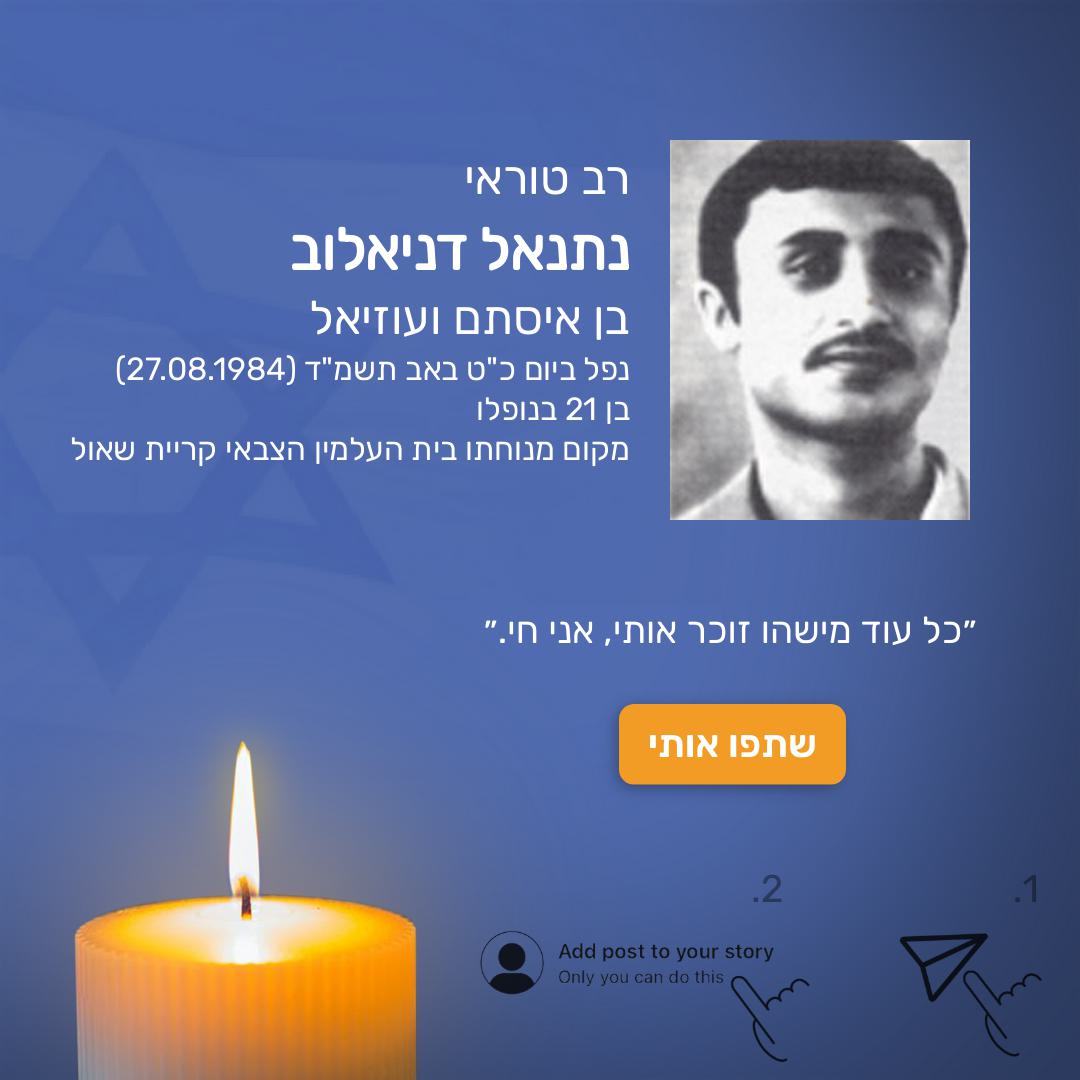 רב טוראי
נתנאל דניאלוב
בן איסתם ועוזיאל
נפל ביום כ"ט באב תשמ"ד (27.08.1984)
בן 21 בנופלו
מקום מנוחתו בית העלמין הצבאי קריית שאול
״כל עוד מישהו זוכר אותי, אני חי.״
שתפו אותי
1.
2.
Add post to your story
Only you can do this